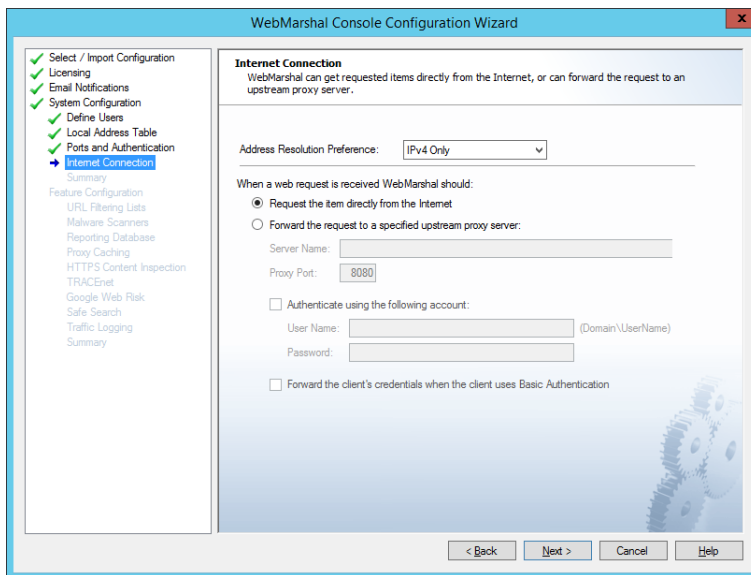 WebMarshal Console Configuration Wizard
x
Select / Import Configuration
Licensing
Email Notifications
System Configuration
Define Users
Local Address Table
Ports and Authentication
Internet Connection
Summary
Feature Configuration
URL Filtering Lists
Malware Scanners
Reporting Database
Proxy Caching
HTTPS Content Inspection
TRACEnet
Google Web Risk
Safe Search
Traffic Logging
Summary
Internet Connection
WebMarshal can get requested items directly from the Internet, or can forward the request to an
upstream proxy server.
Address Resolution Preference: IPv4 Only
When a web request is received WebMarshal should:
Request the item directly from the Internet
Forward the request to a specified upstream proxy server:
Server Name:
Proxy Port: 8080
Authenticate using the following account:
User Name: (Domain\UserName)
Password:
Forward the client's credentials when the client uses Basic Authentication
< Back Next > Cancel Help